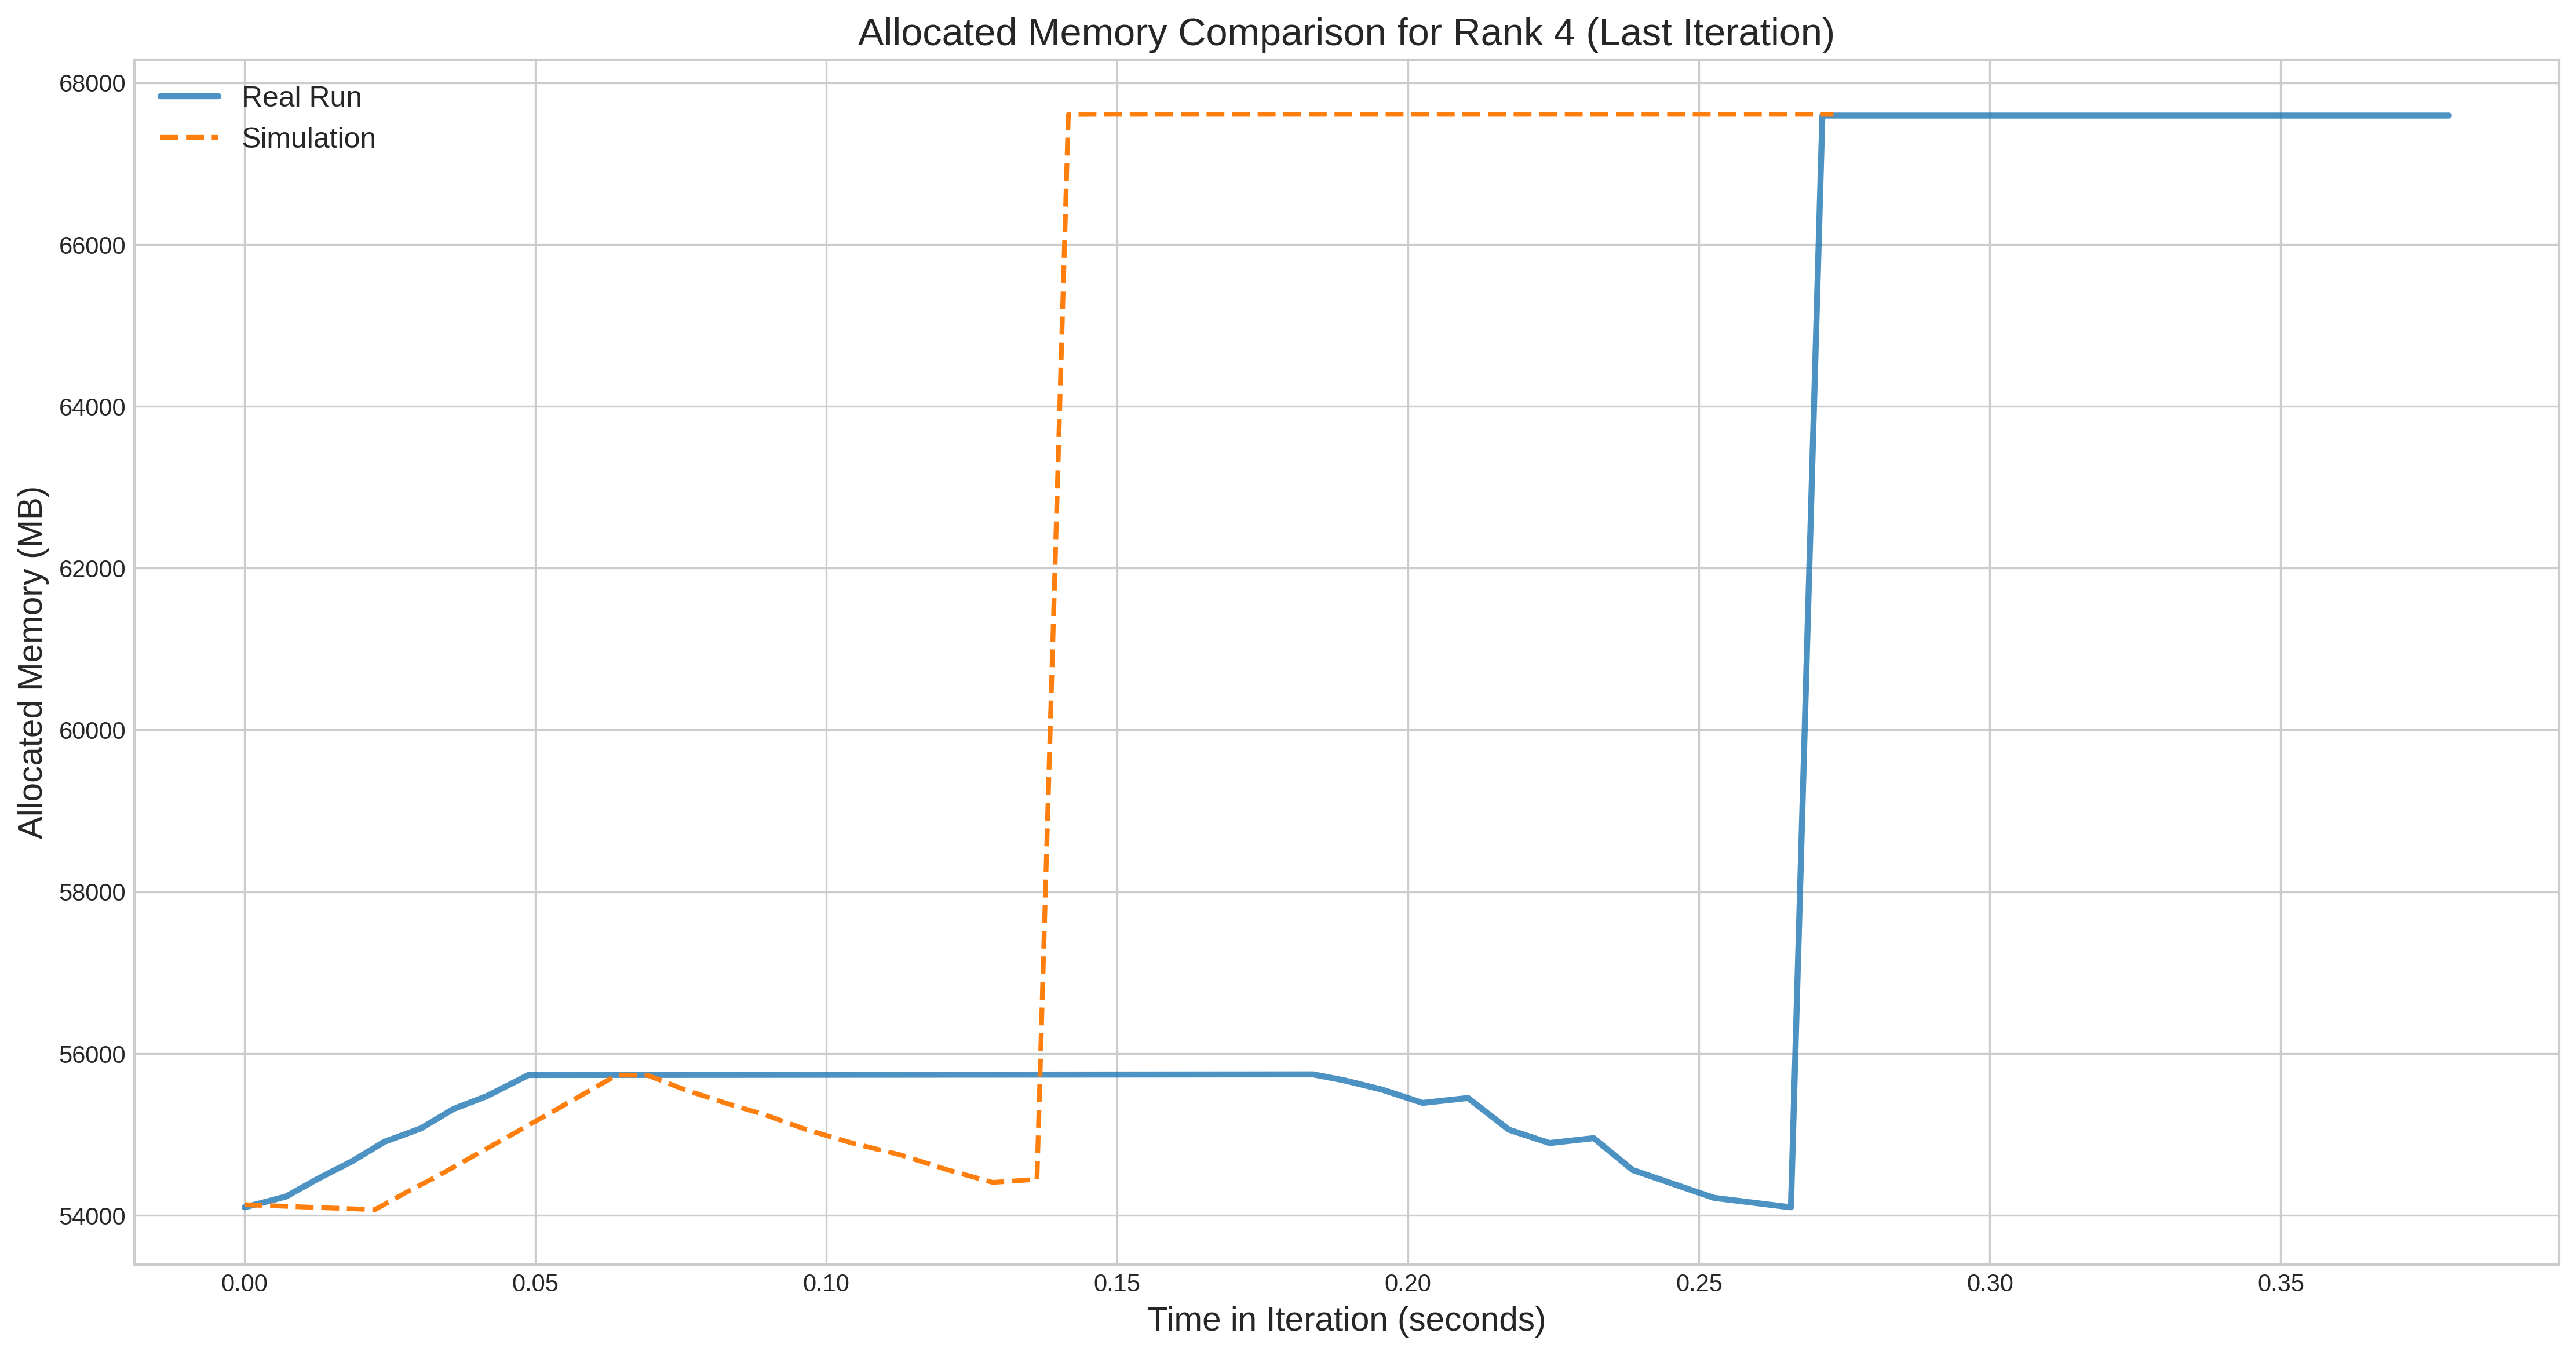 Allocated Memory Comparison for Rank 4 (Last Iteration)
Real Run
Simulation
Allocated Memory (MB)
68000
66000
64000
62000
60000
58000
56000
54000
0.00 0.05 0.10 0.15 0.20 0.25 0.30 0.35
Time in Iteration (seconds)